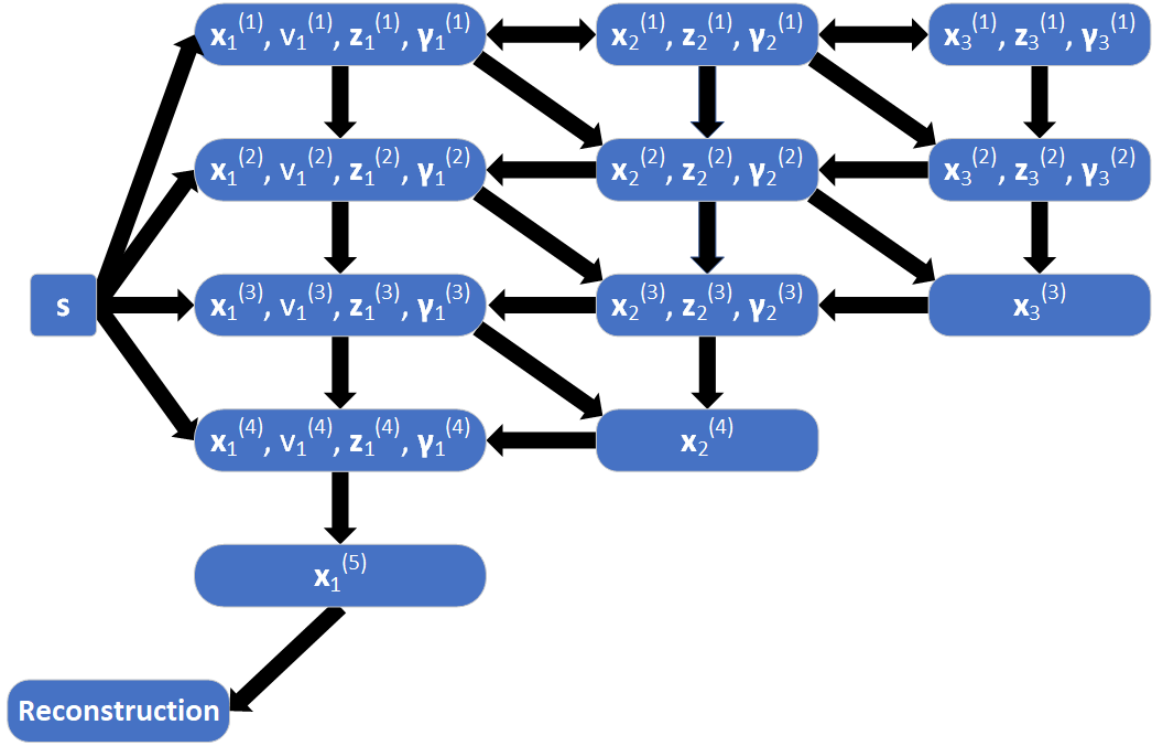 x₁⁽¹⁾, v₁⁽¹⁾, z₁⁽¹⁾, γ₁⁽¹⁾
x₂⁽¹⁾, z₂⁽¹⁾, γ₂⁽¹⁾
x₃⁽¹⁾, z₃⁽¹⁾, γ₃⁽¹⁾
x₁⁽²⁾, v₁⁽²⁾, z₁⁽²⁾, γ₁⁽²⁾
x₂⁽²⁾, z₂⁽²⁾, γ₂⁽²⁾
x₃⁽²⁾, z₃⁽²⁾, γ₃⁽²⁾
s
x₁⁽³⁾, v₁⁽³⁾, z₁⁽³⁾, γ₁⁽³⁾
x₂⁽³⁾, z₂⁽³⁾, γ₂⁽³⁾
x₃⁽³⁾
x₁⁽⁴⁾, v₁⁽⁴⁾, z₁⁽⁴⁾, γ₁⁽⁴⁾
x₂⁽⁴⁾
x₁⁽⁵⁾
Reconstruction